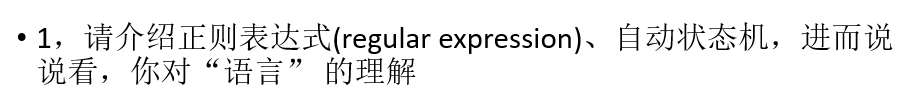 • 1，请介绍正则表达式(regular expression)、自动状态机，进而说
说看，你对“语言” 的理解